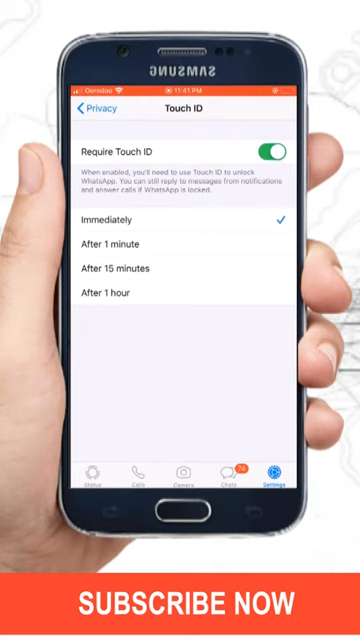 SAMSUNG
Ooredoo
11:41 PM
Privacy
Touch ID
Require Touch ID
When enabled, you'll need to use Touch ID to unlock
WhatsApp. You can still reply to messages from notifications
and answer calls if WhatsApp is locked.
Immediately
After 1 minute
After 15 minutes
After 1 hour
74
Status
Calls
Camera
Chats
Settings
SUBSCRIBE NOW